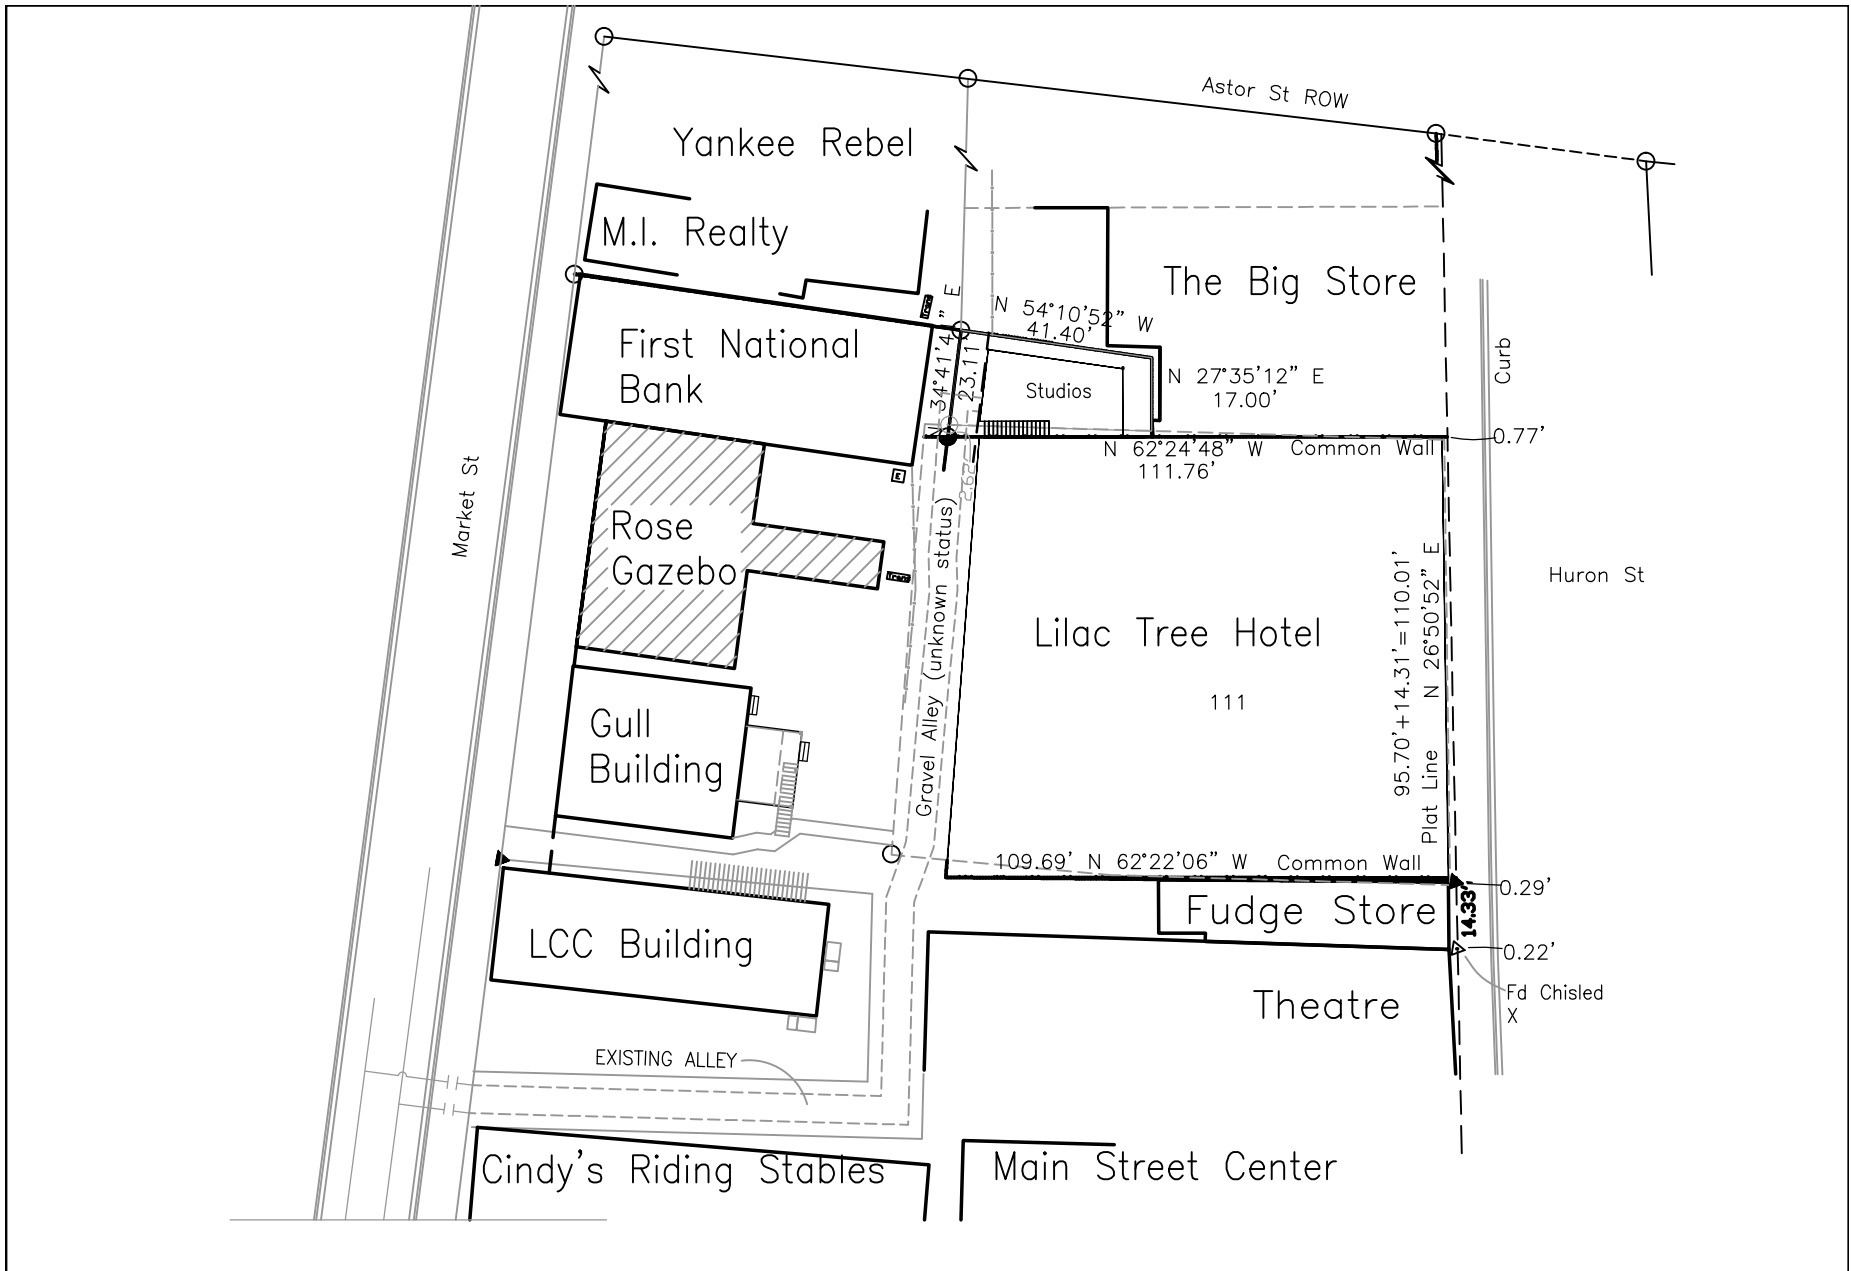 Astor St ROW
Yankee Rebel
M.I. Realty
The Big Store
First National
Bank
N 54°10'52" W
41.40'
23.11'
N 27°35'12" E
17.00'
Studios
Curb
0.77'
N 62°24'48" W Common Wall
111.76'
Market St
Rose
Gazebo
Trans
Gravel Alley (unknown status)
Lilac Tree Hotel
111
95.70'+14.31'=110.01'
Plat Line N 26°50'52" E
Huron St
Gull
Building
109.69' N 62°22'06" W Common Wall
0.29'
14.33'
Fudge Store
LCC Building
0.22'
Fd Chisled
X
Theatre
EXISTING ALLEY
Cindy's Riding Stables
Main Street Center